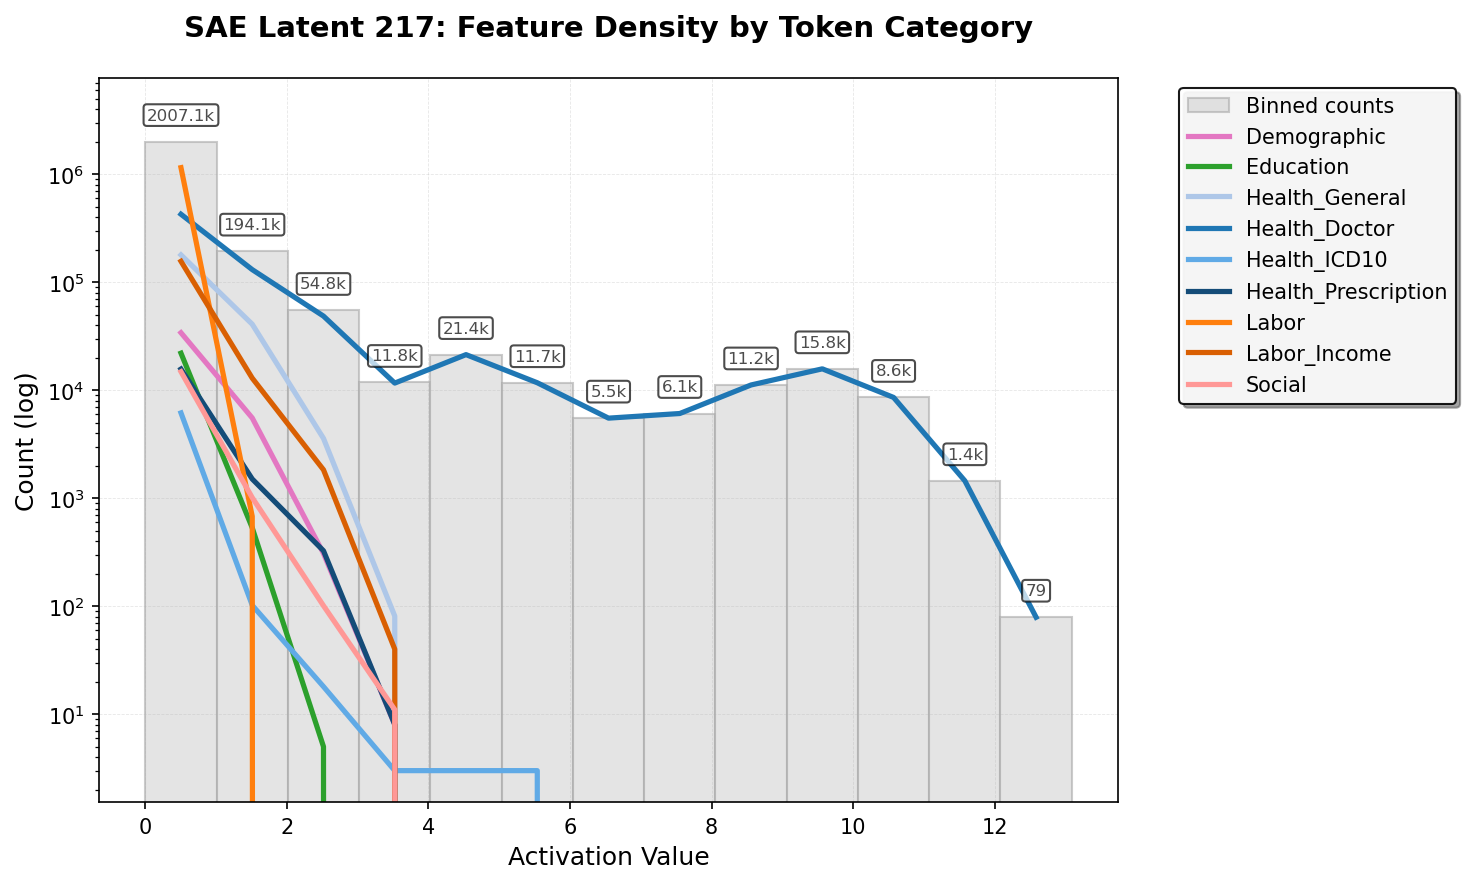 SAE Latent 217: Feature Density by Token Category
2007.1k
194.1k
54.8k
11.8k
21.4k
11.7k
5.5k
6.1k
11.2k
15.8k
8.6k
1.4k
79
Count (log)
10⁶
10⁵
10⁴
10³
10²
10¹
0 2 4 6 8 10 12
Activation Value
Binned counts
Demographic
Education
Health_General
Health_Doctor
Health_ICD10
Health_Prescription
Labor
Labor_Income
Social